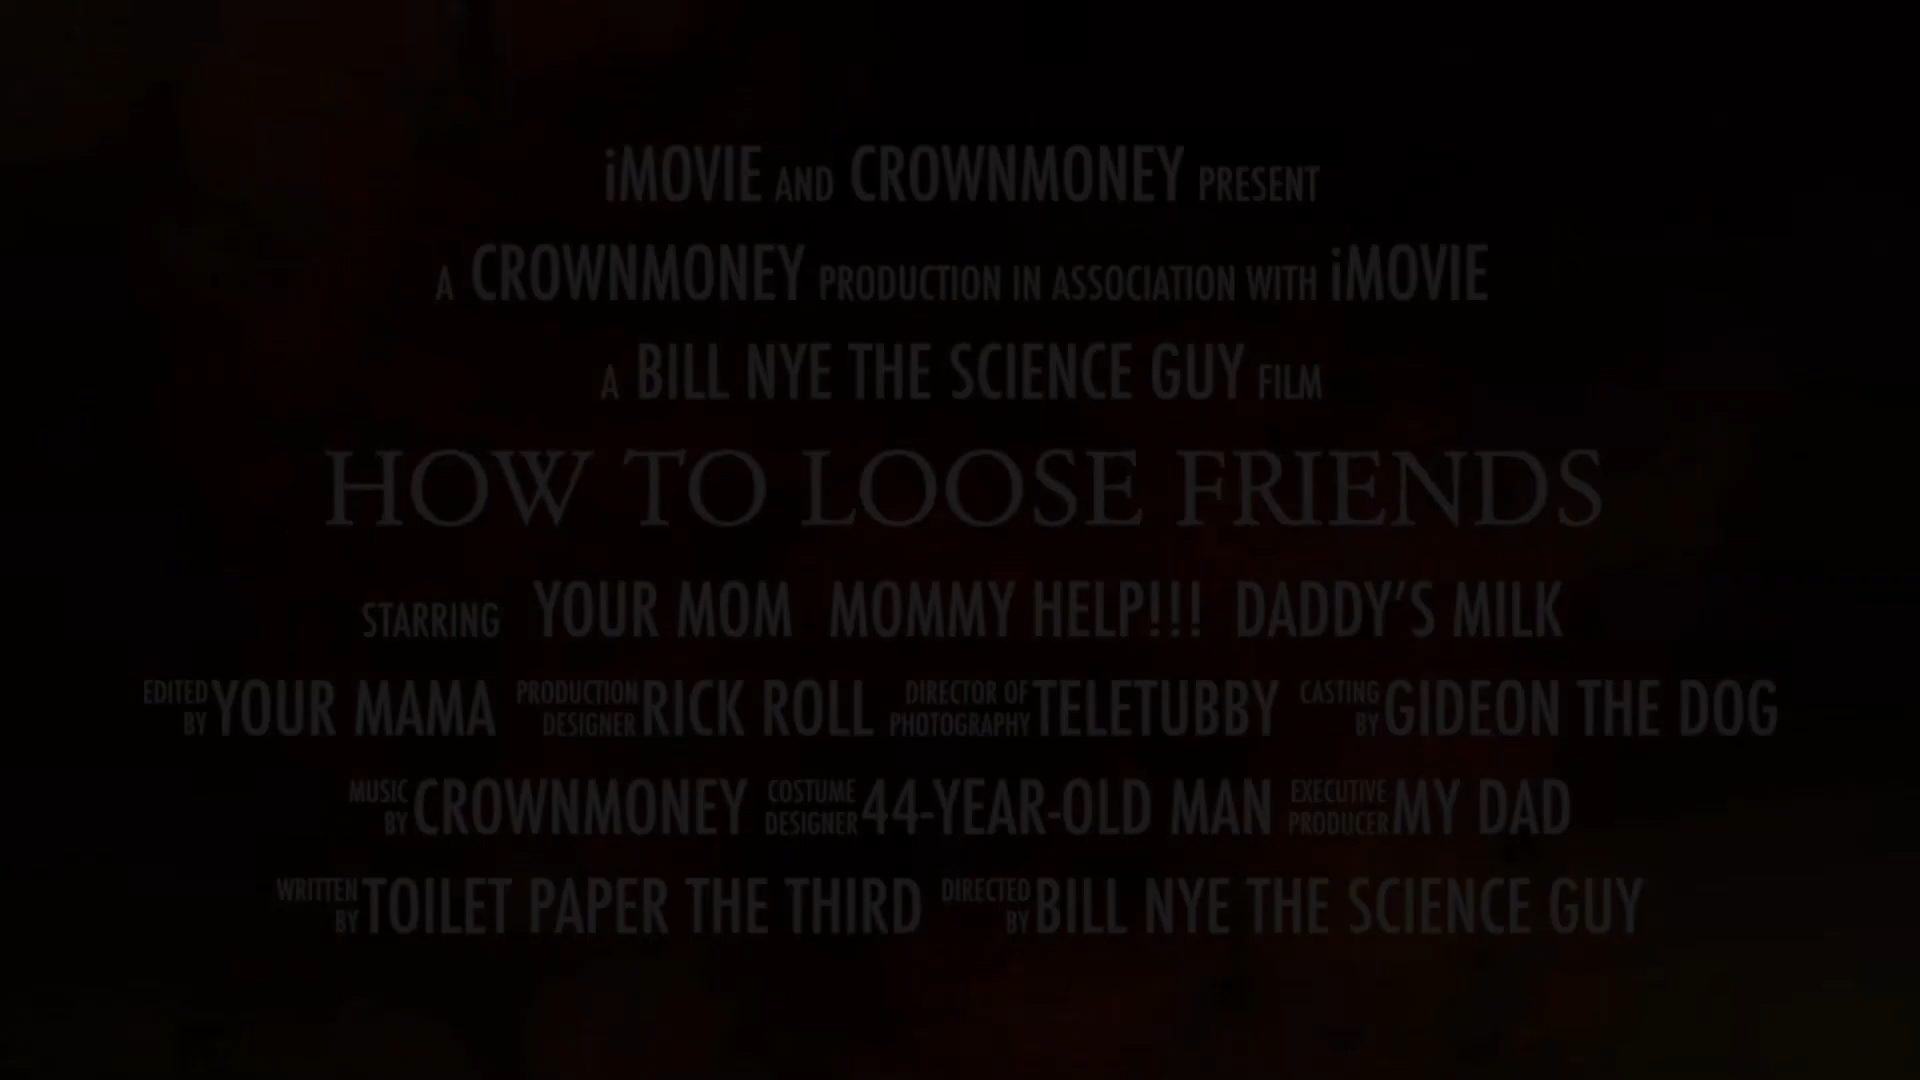 iMOVIE AND CROWNMONEY PRESENT
A CROWNMONEY PRODUCTION IN ASSOCIATION WITH iMOVIE
A BILL NYE THE SCIENCE GUY FILM
HOW TO LOOSE FRIENDS
STARRING YOUR MOM MOMMY HELP!!! DADDY'S MILK
EDITED BY YOUR MAMA PRODUCTION DESIGNER RICK ROLL DIRECTOR OF PHOTOGRAPHY TELETUBBY CASTING BY GIDEON THE DOG
MUSIC BY CROWNMONEY COSTUME DESIGNER 44-YEAR-OLD MAN EXECUTIVE PRODUCER MY DAD
WRITTEN BY TOILET PAPER THE THIRD DIRECTED BY BILL NYE THE SCIENCE GUY